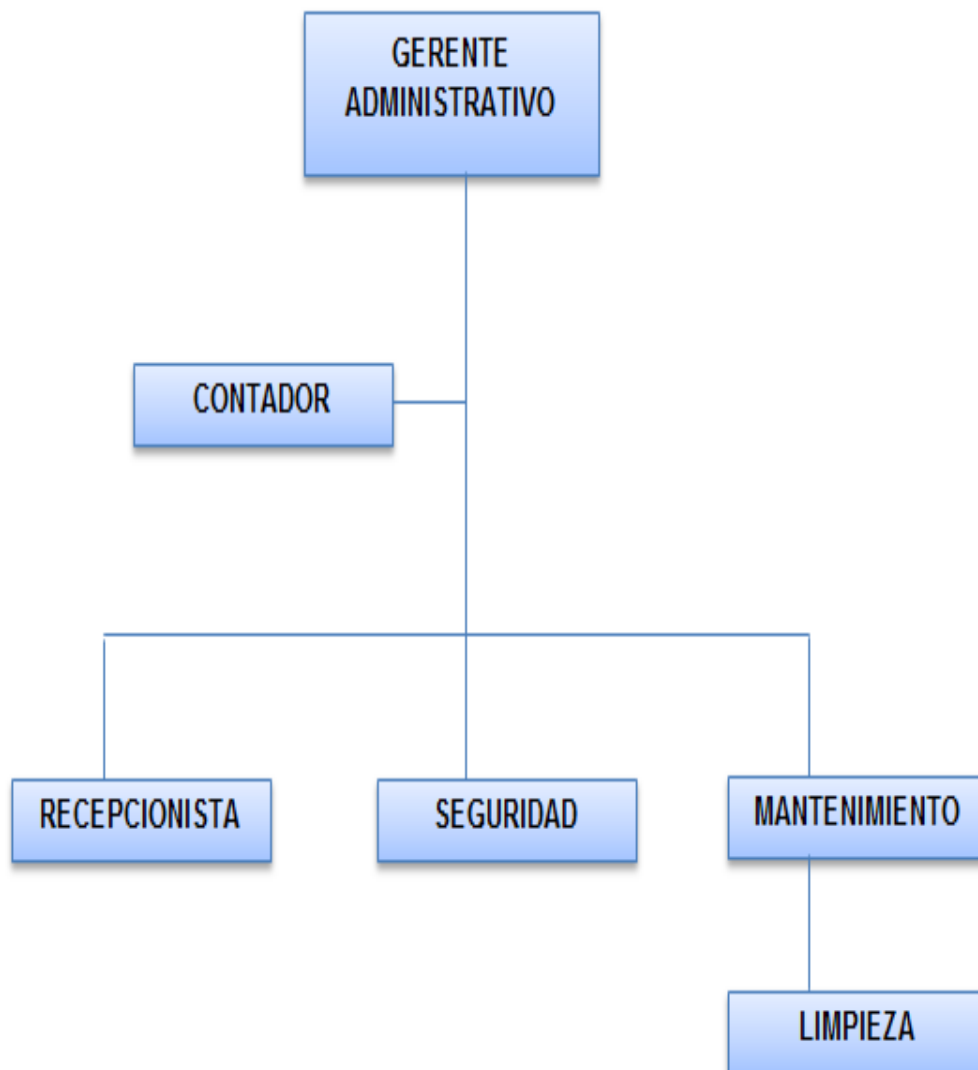 GERENTE
ADMINISTRATIVO
CONTADOR
RECEPCIONISTA
SEGURIDAD
MANTENIMIENTO
LIMPIEZA